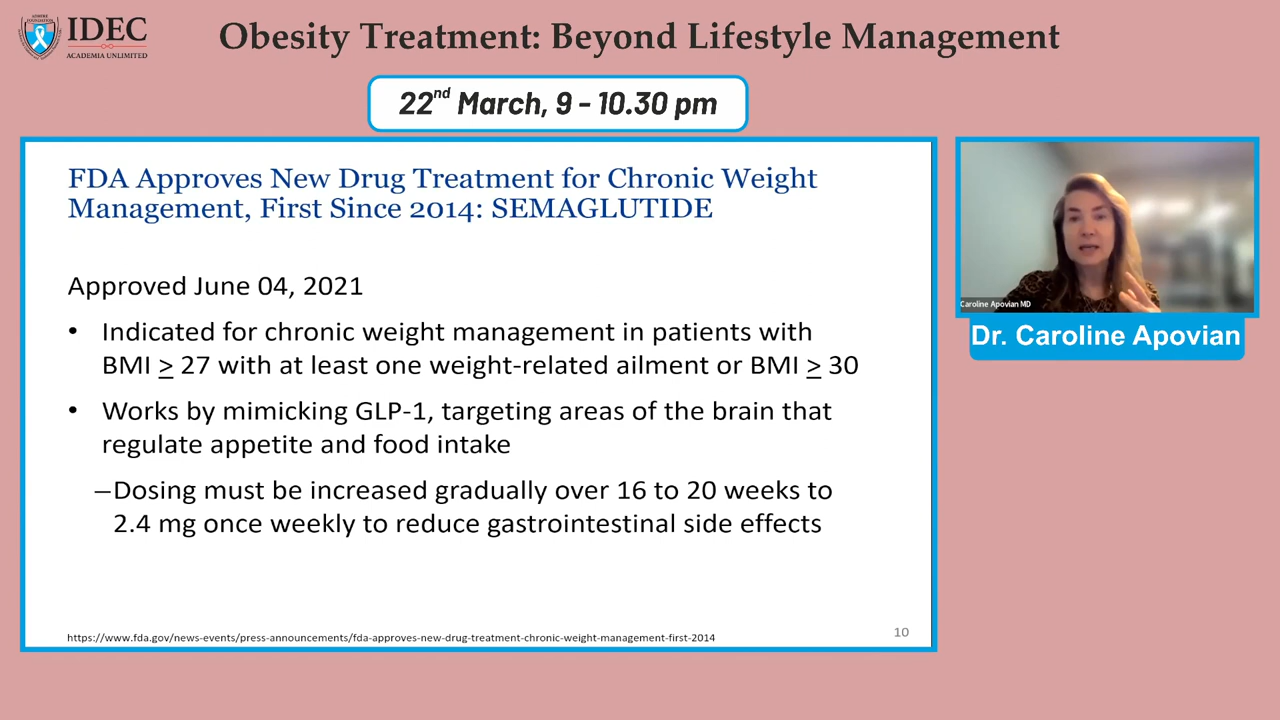 IDEC
ACADEMIA UNLIMITED
Obesity Treatment: Beyond Lifestyle Management
22nd March, 9 - 10.30 pm
FDA Approves New Drug Treatment for Chronic Weight
Management, First Since 2014: SEMAGLUTIDE
Approved June 04, 2021
• Indicated for chronic weight management in patients with
BMI ≥ 27 with at least one weight-related ailment or BMI ≥ 30
• Works by mimicking GLP-1, targeting areas of the brain that
regulate appetite and food intake
–Dosing must be increased gradually over 16 to 20 weeks to
2.4 mg once weekly to reduce gastrointestinal side effects
https://www.fda.gov/news-events/press-announcements/fda-approves-new-drug-treatment-chronic-weight-management-first-2014
10
Caroline Apovian MD
Dr. Caroline Apovian